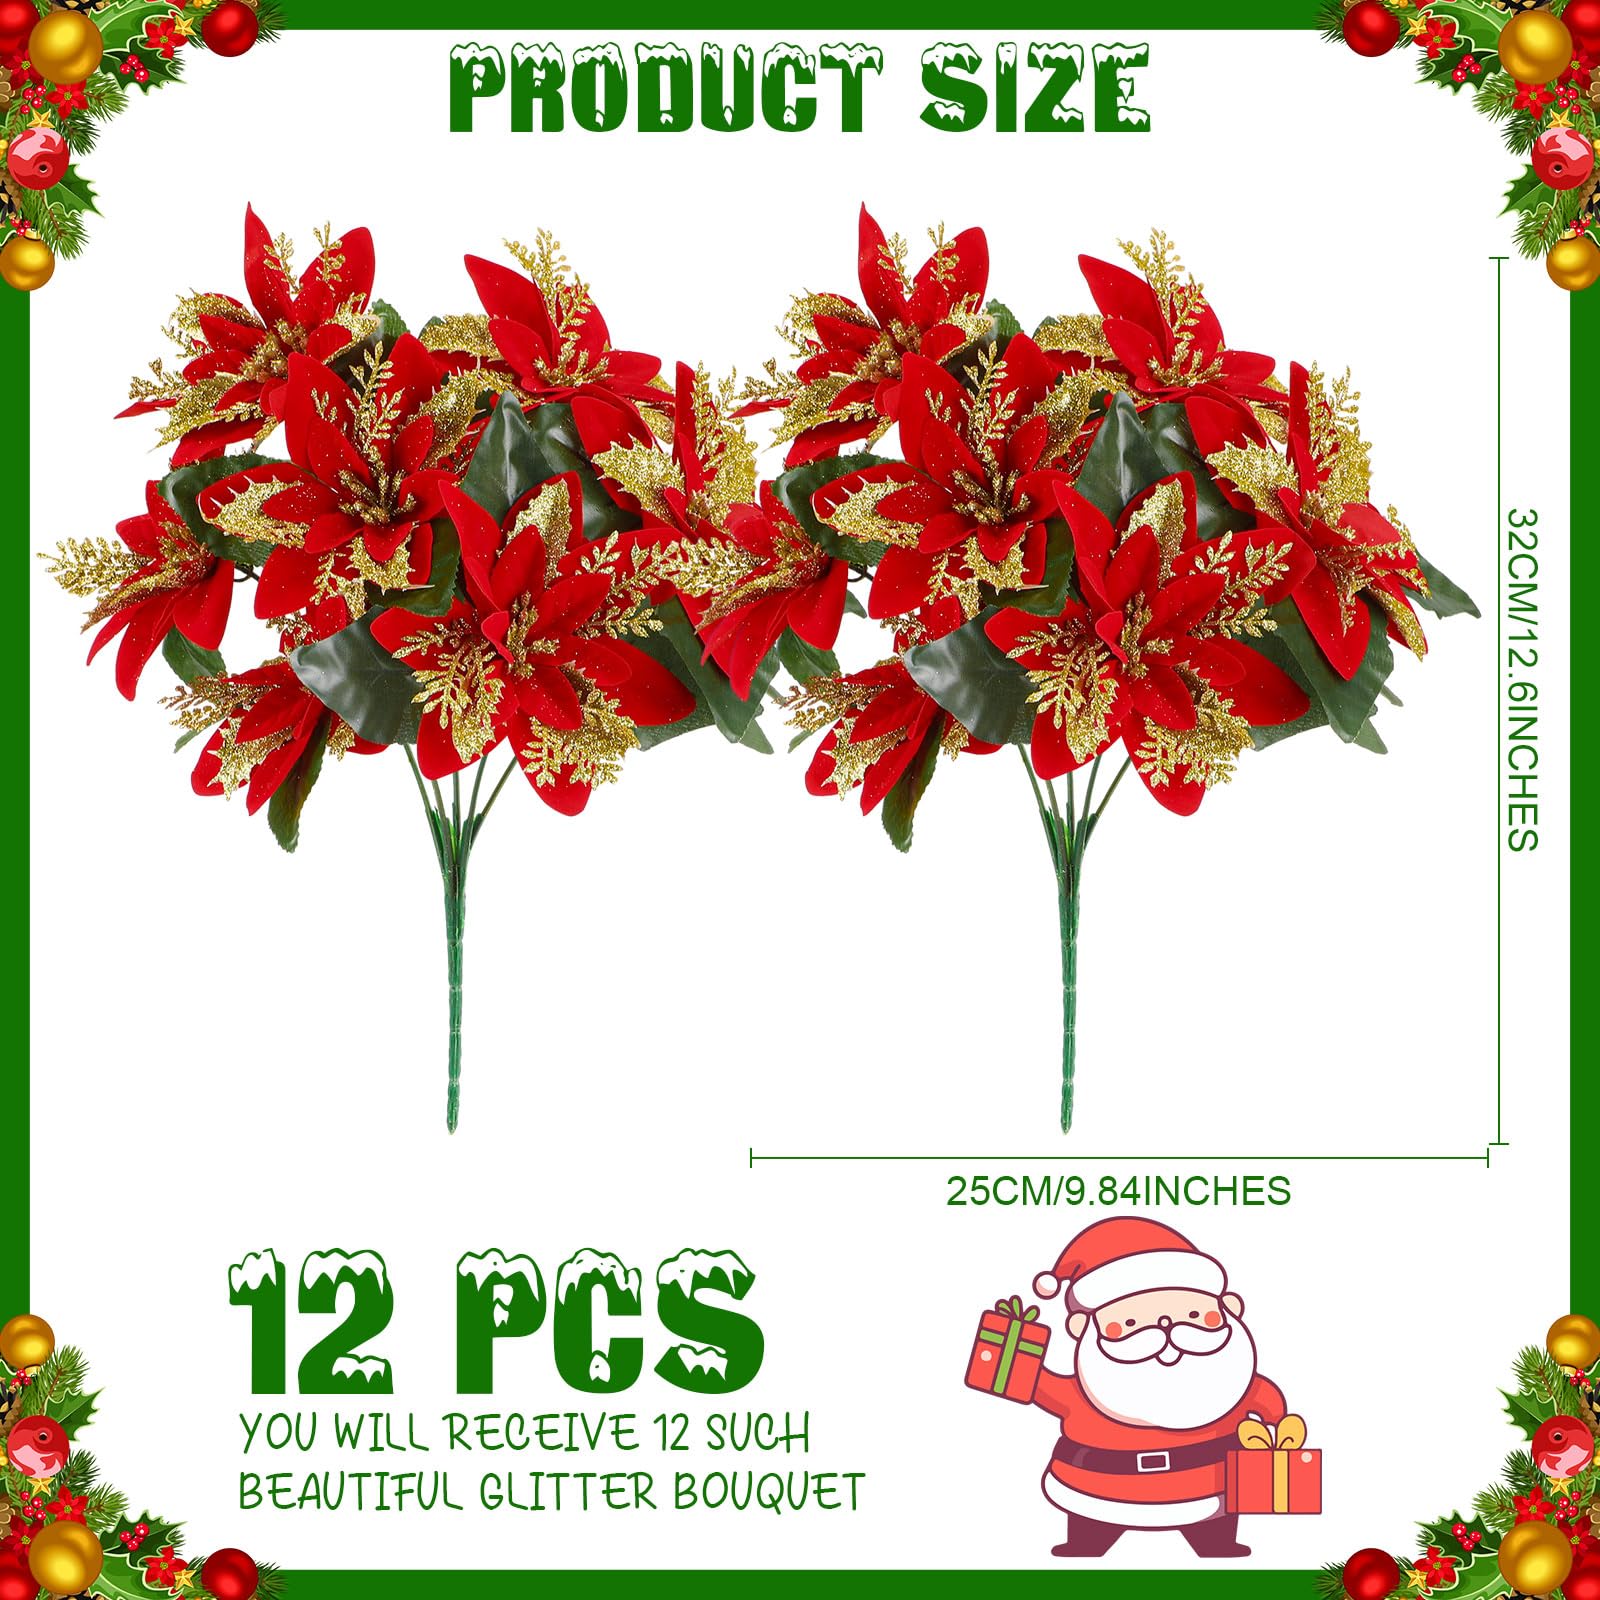 PRODUCT SIZE
32CM/12.6INCHES
25CM/9.84INCHES
12 PCS
YOU WILL RECEIVE 12 SUCH
BEAUTIFUL GLITTER BOUQUET